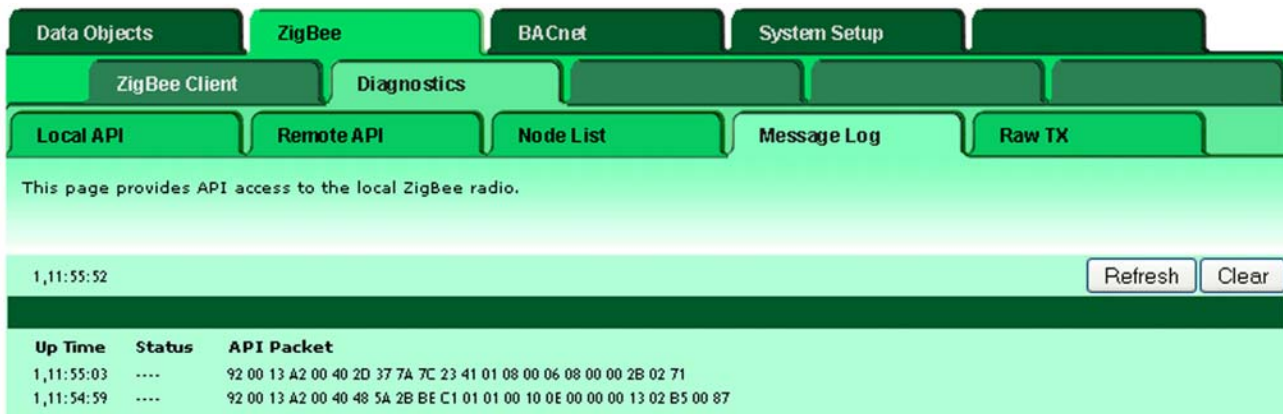 Data Objects ZigBee BACnet System Setup
ZigBee Client Diagnostics
Local API Remote API Node List Message Log Raw TX
This page provides API access to the local ZigBee radio.
1,11:55:52 Refresh Clear
Up Time Status API Packet
1,11:55:03 ---- 92 00 13 A2 00 40 2D 37 7A 7C 23 41 01 08 00 06 08 00 00 2B 02 71
1,11:54:59 ---- 92 00 13 A2 00 40 48 5A 2B BE C1 01 01 00 10 0E 00 00 00 13 02 B5 00 87